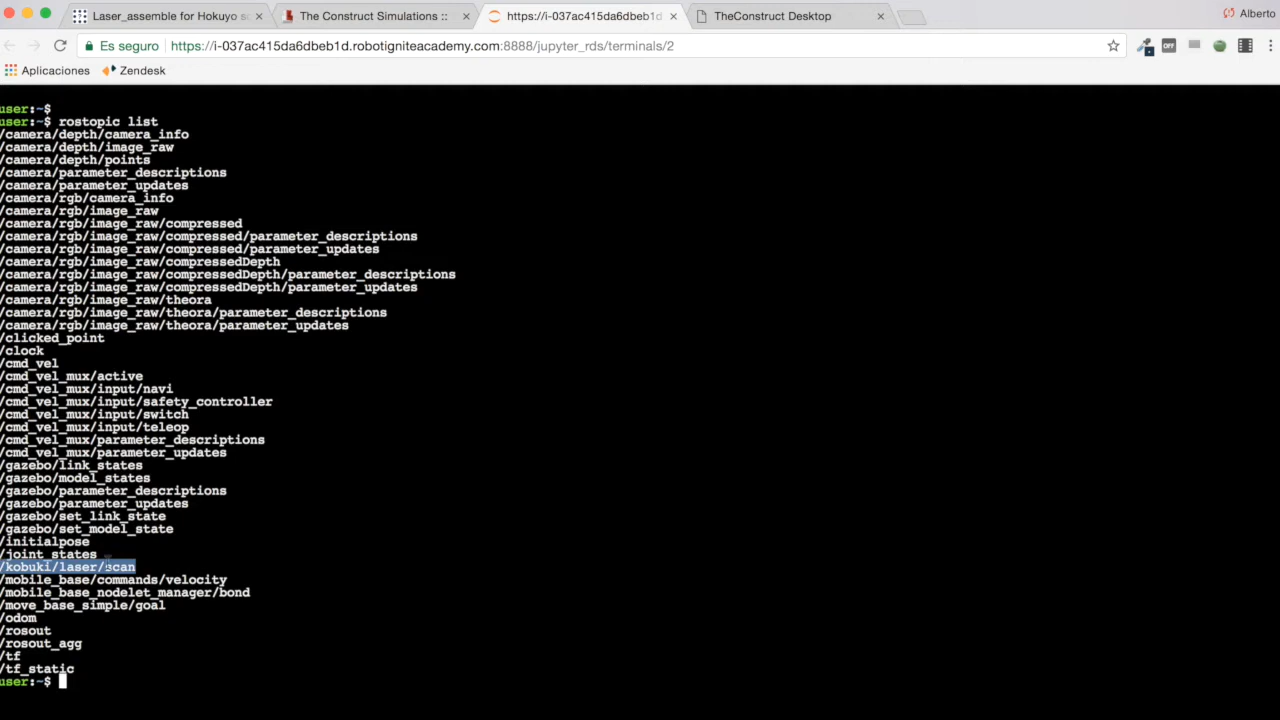 Laser_assemble for Hokuyo s
The Construct Simulations ::
https://i-037ac415da6dbeb1d
TheConstruct Desktop
Alberto
Es seguro
https://i-037ac415da6dbeb1d.robotigniteacademy.com:8888/jupyter_rds/terminals/2
OFF
Aplicaciones
Zendesk
user:~$
user:~$ rostopic list
/camera/depth/camera_info
/camera/depth/image_raw
/camera/depth/points
/camera/parameter_descriptions
/camera/parameter_updates
/camera/rgb/camera_info
/camera/rgb/image_raw
/camera/rgb/image_raw/compressed
/camera/rgb/image_raw/compressed/parameter_descriptions
/camera/rgb/image_raw/compressed/parameter_updates
/camera/rgb/image_raw/compressedDepth
/camera/rgb/image_raw/compressedDepth/parameter_descriptions
/camera/rgb/image_raw/compressedDepth/parameter_updates
/camera/rgb/image_raw/theora
/camera/rgb/image_raw/theora/parameter_descriptions
/camera/rgb/image_raw/theora/parameter_updates
/clicked_point
/clock
/cmd_vel
/cmd_vel_mux/active
/cmd_vel_mux/input/navi
/cmd_vel_mux/input/safety_controller
/cmd_vel_mux/input/switch
/cmd_vel_mux/input/teleop
/cmd_vel_mux/parameter_descriptions
/cmd_vel_mux/parameter_updates
/gazebo/link_states
/gazebo/model_states
/gazebo/parameter_descriptions
/gazebo/parameter_updates
/gazebo/set_link_state
/gazebo/set_model_state
/initialpose
/joint_states
/kobuki/laser/scan
/mobile_base/commands/velocity
/mobile_base_nodelet_manager/bond
/move_base_simple/goal
/odom
/rosout
/rosout_agg
/tf
/tf_static
user:~$